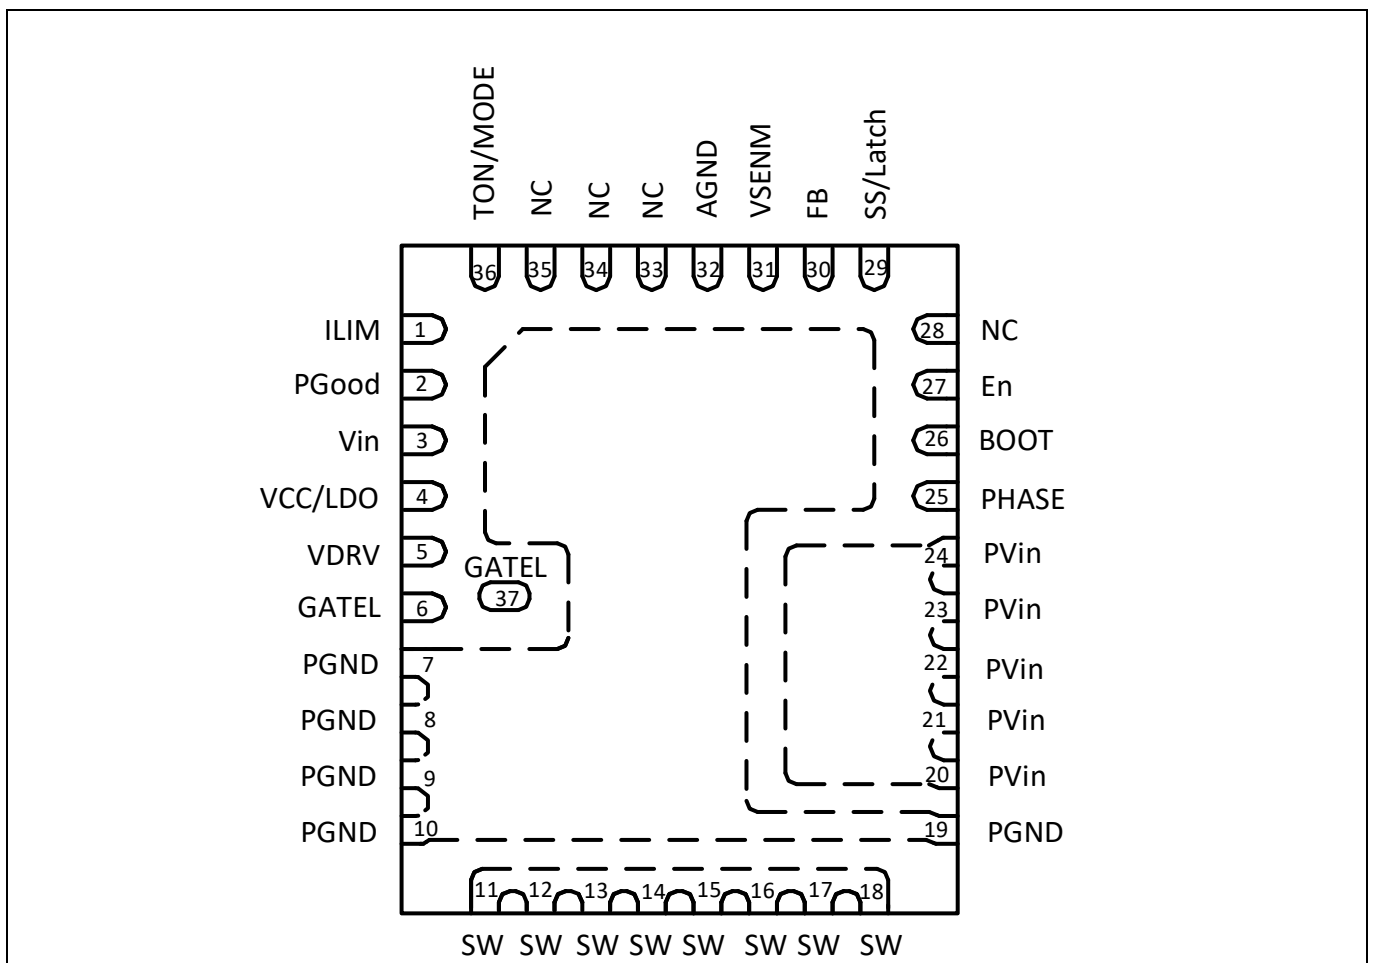 TON/MODE
NC
NC
NC
AGND
VSENM
FB
SS/Latch
36 35 34 33 32 31 30 29
ILIM 1 28 NC
PGood 2 27 En
Vin 3 26 BOOT
VCC/LDO 4 25 PHASE
VDRV 5 24 PVin
GATEL
37
GATEL 6 23 PVin
PGND 7 22 PVin
PGND 8 21 PVin
PGND 9 20 PVin
PGND 10 19 PGND
11 12 13 14 15 16 17 18
SW SW SW SW SW SW SW SW